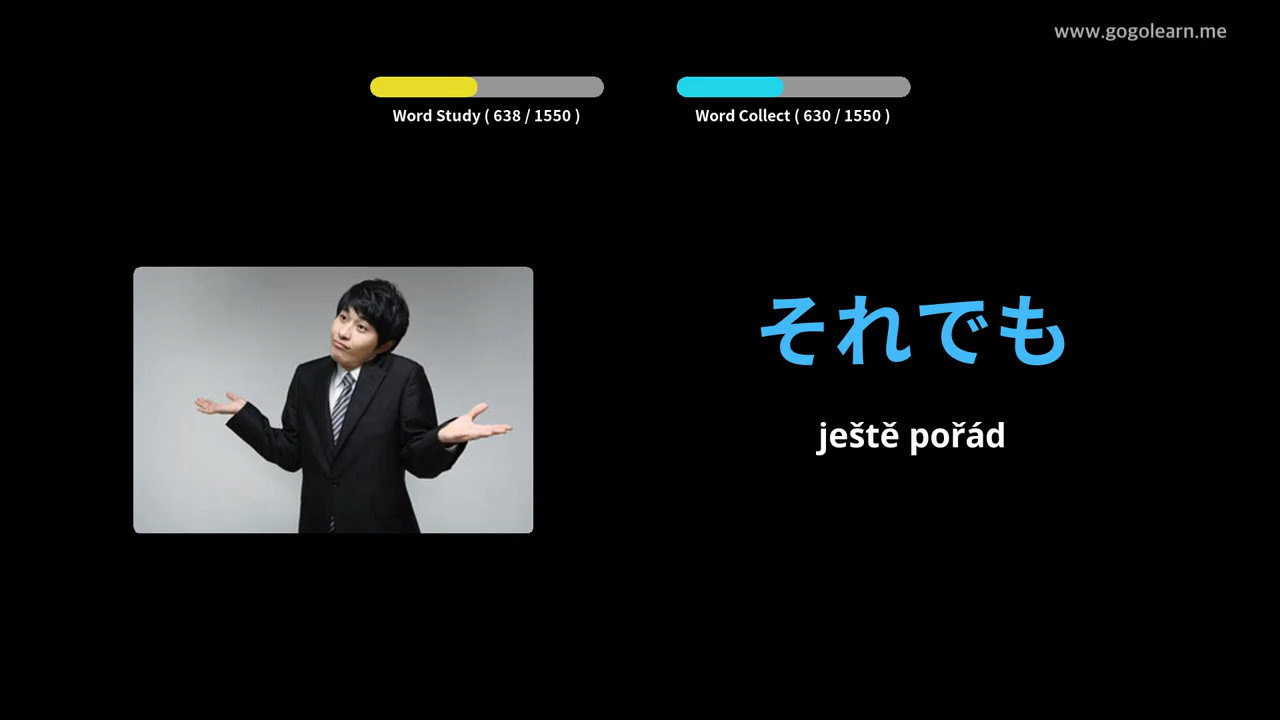 www.gogolearn.me
Word Study ( 638 / 1550 )
Word Collect ( 630 / 1550 )
それでも
ještě pořád